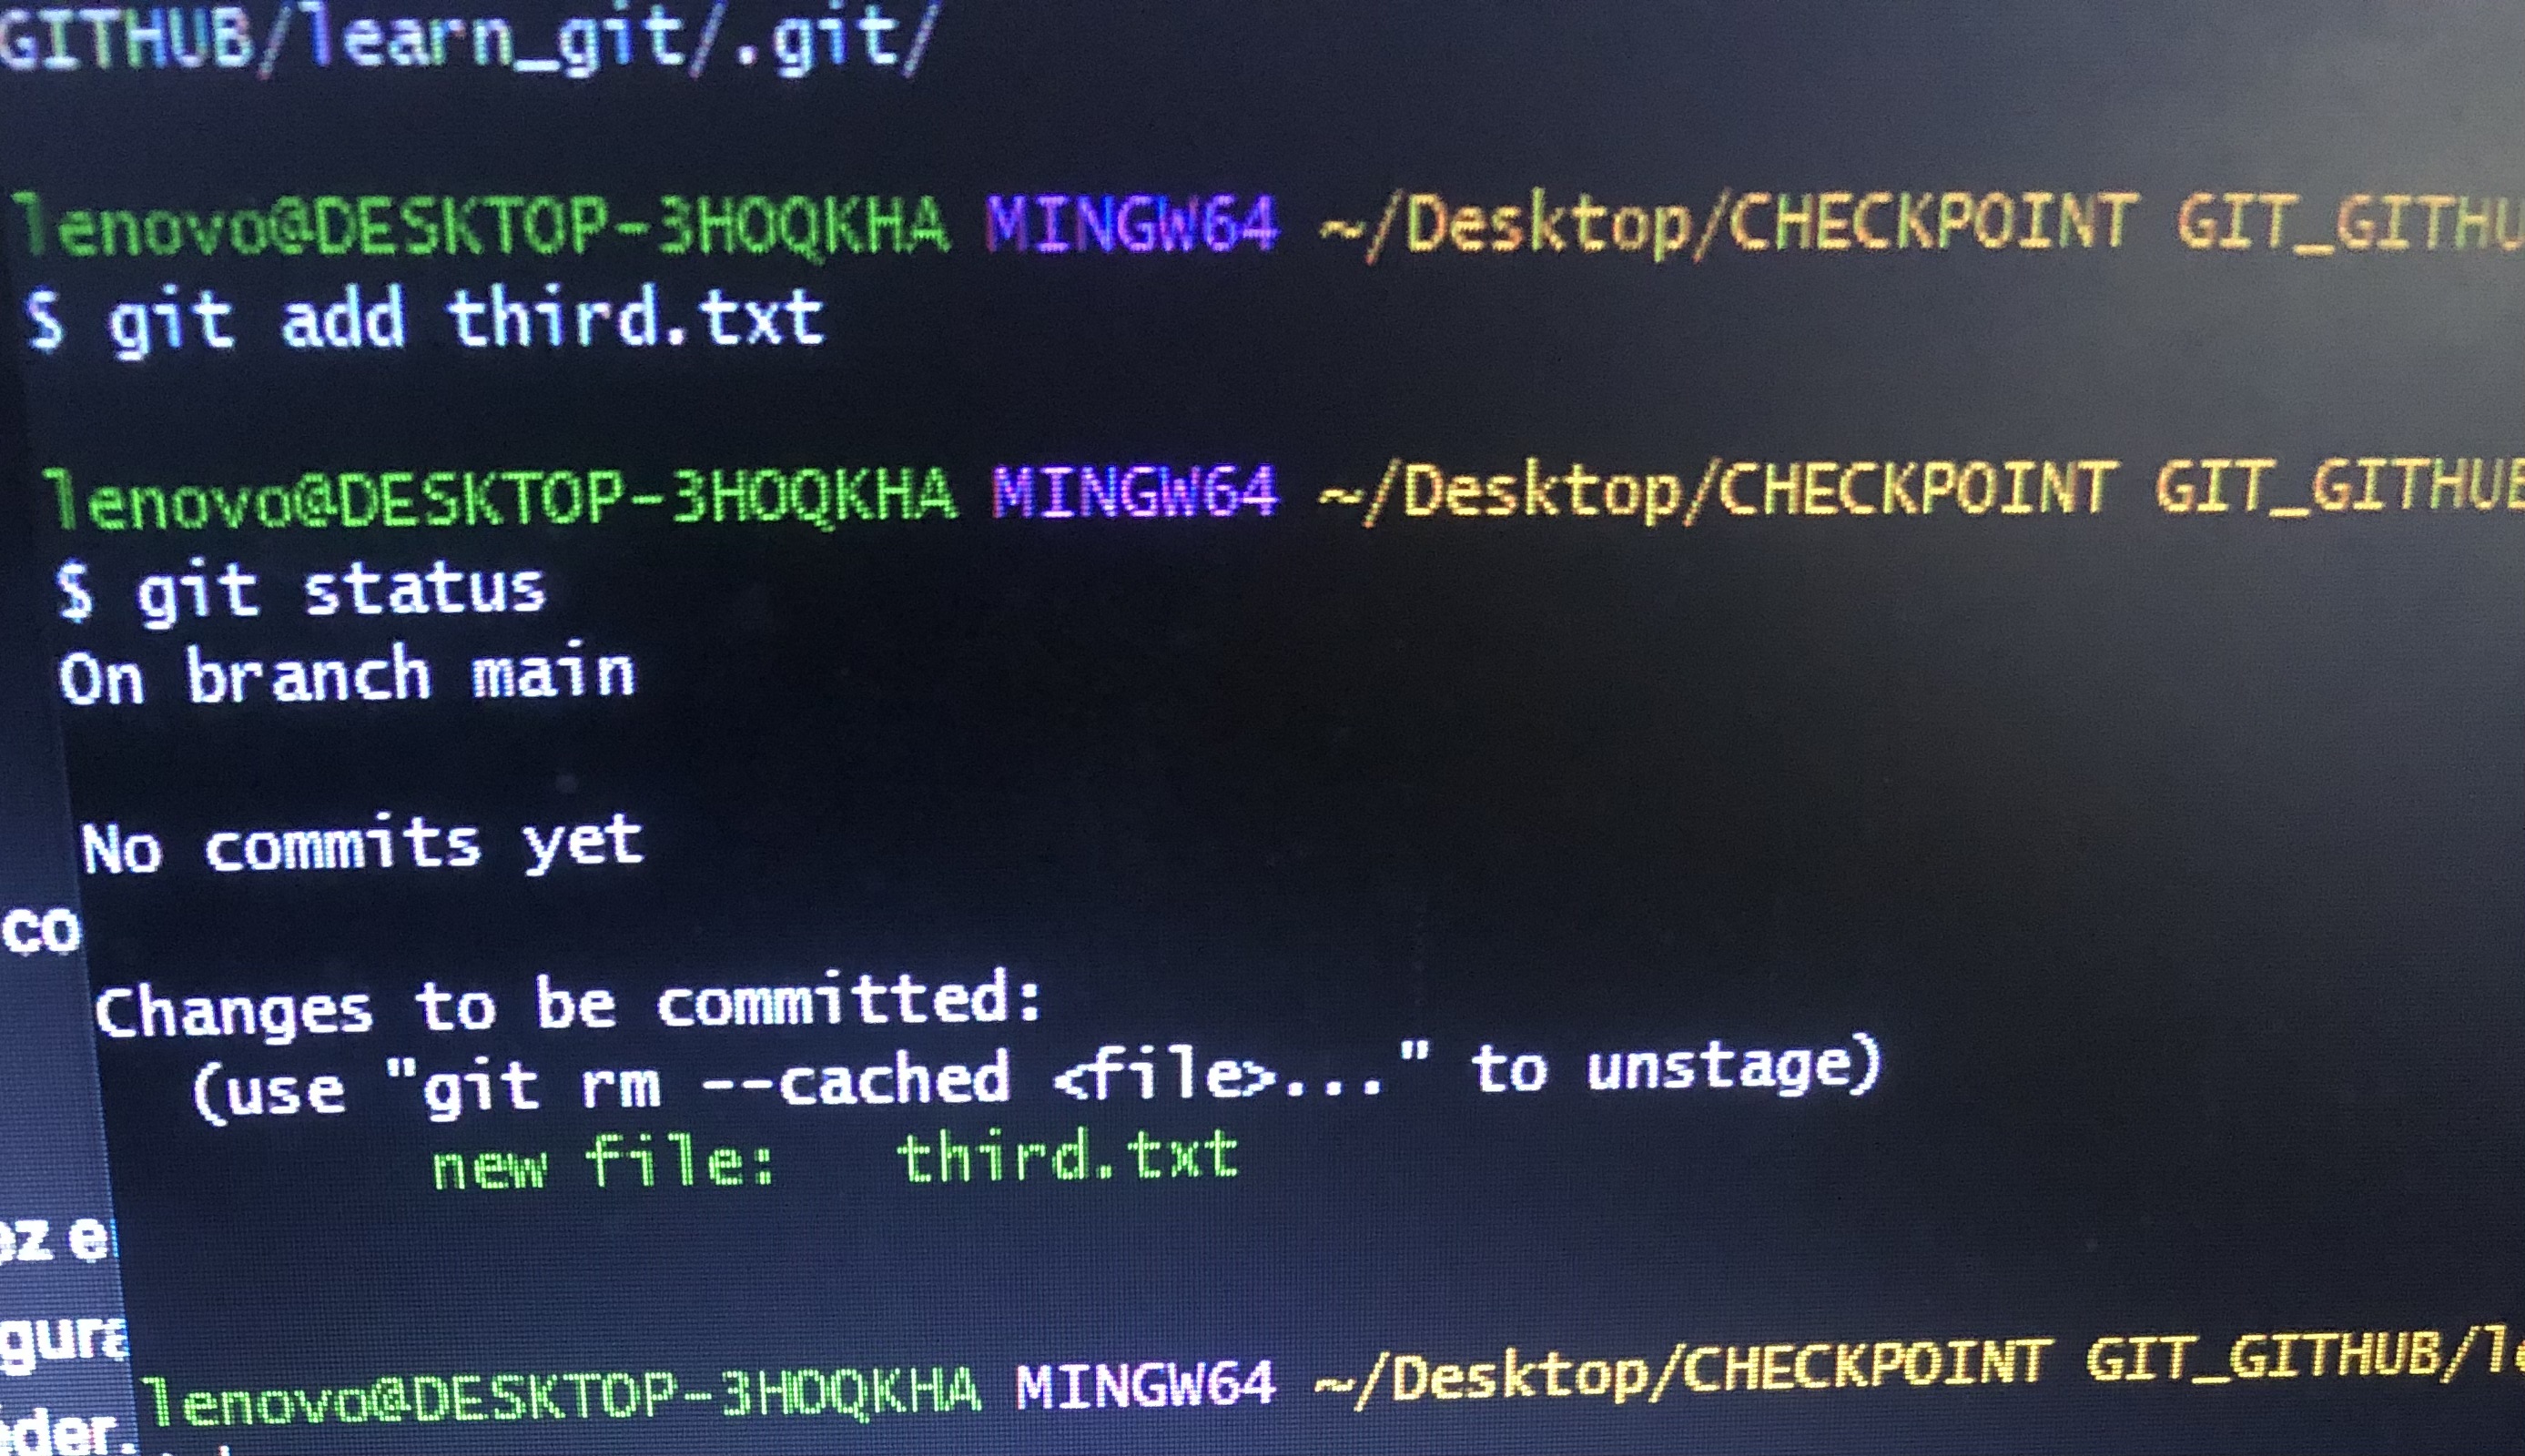 GITHUB/learn_git/.git/
lenovo@DESKTOP-3HOQKHA MINGW64 ~/Desktop/CHECKPOINT GIT_GITHU
$ git add third.txt
lenovo@DESKTOP-3HOQKHA MINGW64 ~/Desktop/CHECKPOINT GIT_GITHUB
$ git status
On branch main
No commits yet
co
Changes to be committed:
(use "git rm --cached <file>..." to unstage)
new file: third.txt
ez e
gura
lenovo@DESKTOP-3HOQKHA MINGW64 ~/Desktop/CHECKPOINT GIT_GITHUB/le
der.